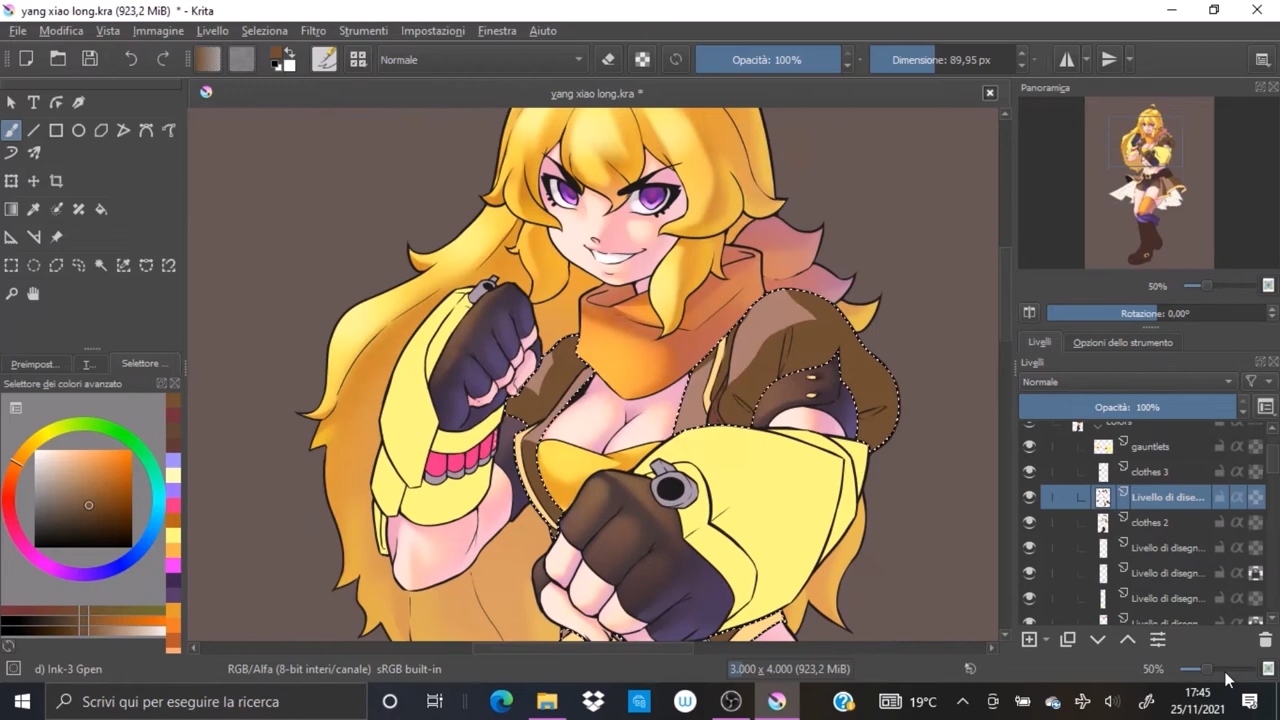 yang xiao long.kra (923,2 MiB) * - Krita
File Modifica Vista Immagine Livello Seleziona Filtro Strumenti Impostazioni Finestra Aiuto
Normale Opacità: 100% Dimensione: 89,95 px
yang xiao long.kra *
Panoramica
50%
Rotazione: 0,00°
Livelli Opzioni dello strumento
Livelli
Normale
Opacità: 100%
colors
gauntlets
clothes 3
Livello di dise...
clothes 2
Livello di disegn...
Livello di disegn...
Livello di disegn...
Preimpost... T... Selettore ...
Selettore dei colori avanzato
d) Ink-3 Gpen RGB/Alfa (8-bit interi/canale) sRGB built-in 3.000 x 4.000 (923,2 MiB) 50%
Scrivi qui per eseguire la ricerca 19°C 17:45
25/11/2021